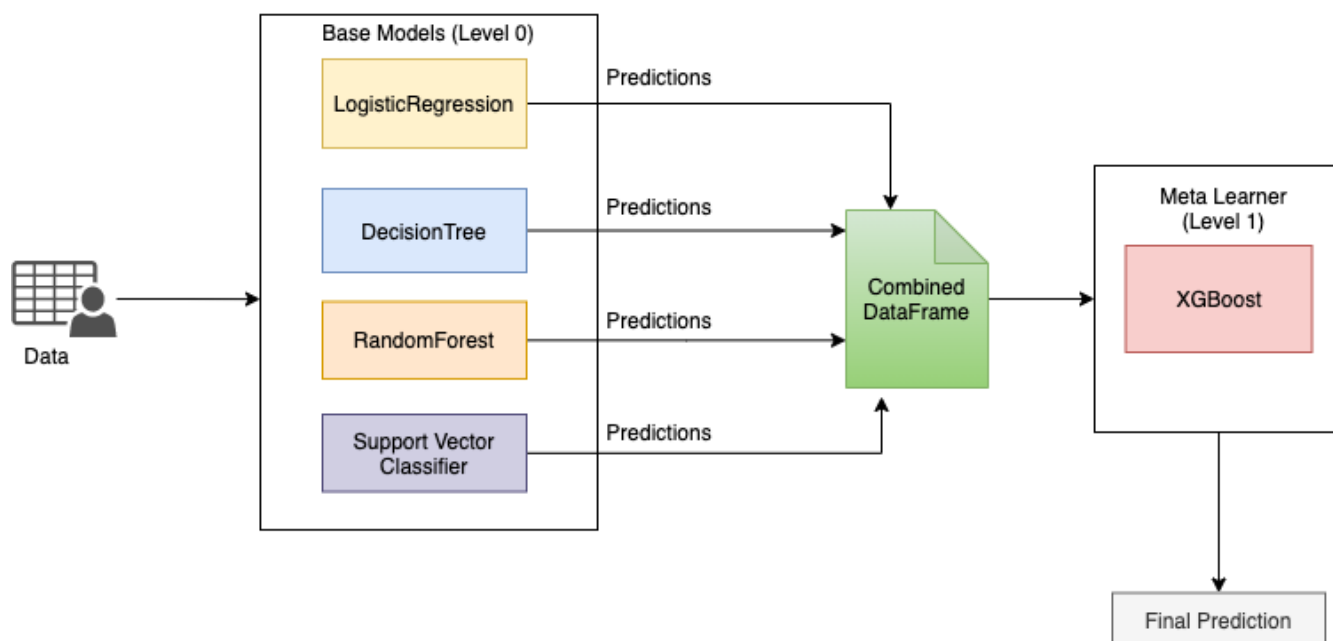 Base Models (Level 0)
LogisticRegression
Predictions
DecisionTree
Predictions
RandomForest
Predictions
Support Vector
Classifier
Predictions
Data
Combined
DataFrame
Meta Learner
(Level 1)
XGBoost
Final Prediction